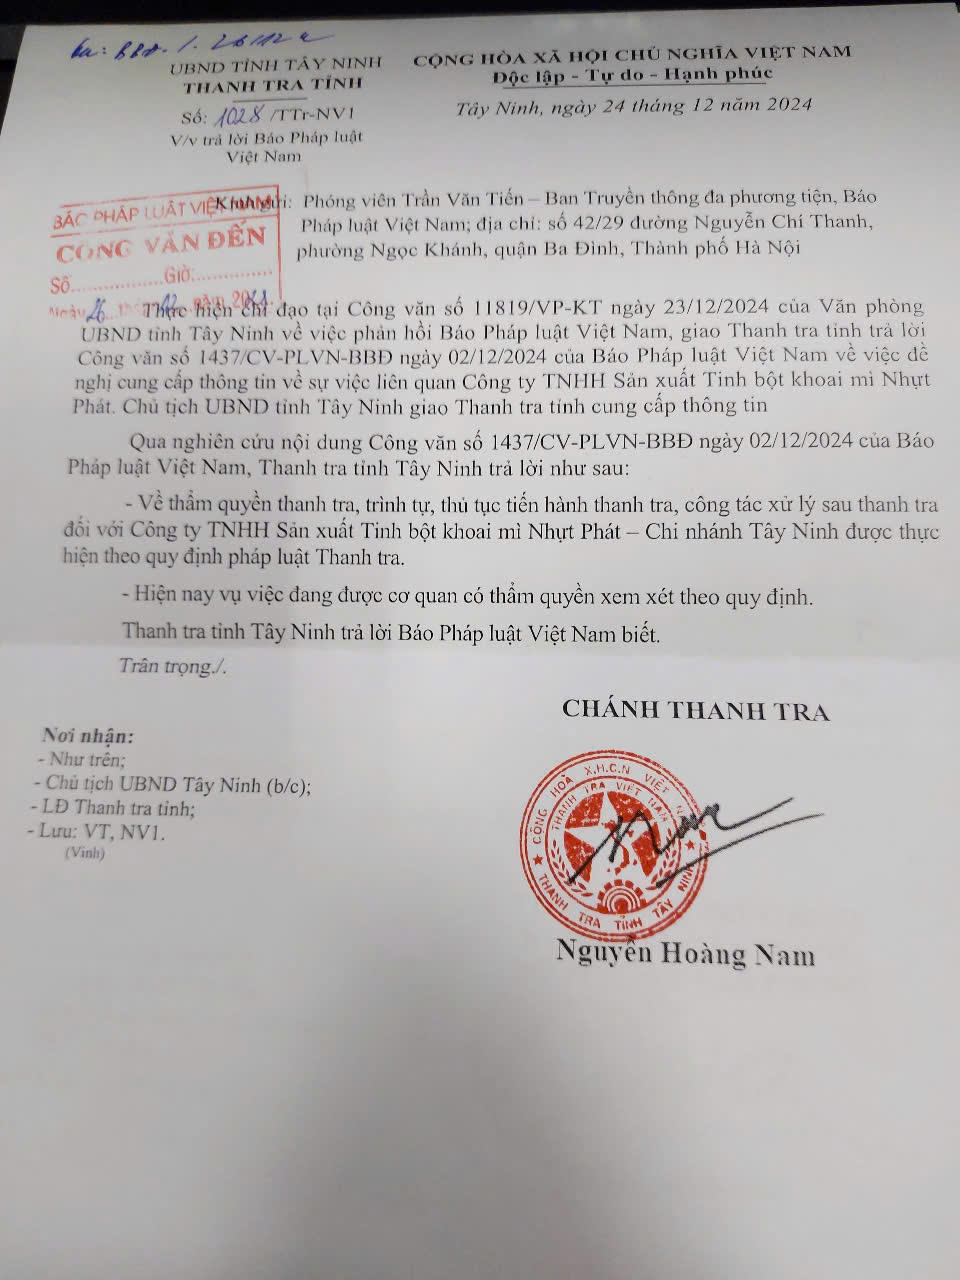 UBND TỈNH TÂY NINH
THANH TRA TỈNH
Số: 1028/TTr-NV1
V/v trả lời Báo Pháp luật
Việt Nam
CỘNG HÒA XÃ HỘI CHỦ NGHĨA VIỆT NAM
Độc lập - Tự do - Hạnh phúc
Tây Ninh, ngày 24 tháng 12 năm 2024
BÁO PHÁP LUẬT VIỆT NAM
CÔNG VĂN ĐẾN
Số..................Giờ:..............
Ngày 26 tháng 12 năm 2024
Kính gửi: Phóng viên Trần Văn Tiến – Ban Truyền thông đa phương tiện, Báo
Pháp luật Việt Nam; địa chỉ: số 42/29 đường Nguyễn Chí Thanh,
phường Ngọc Khánh, quận Ba Đình, Thành phố Hà Nội
Thực hiện chỉ đạo tại Công văn số 11819/VP-KT ngày 23/12/2024 của Văn phòng
UBND tỉnh Tây Ninh về việc phản hồi Báo Pháp luật Việt Nam, giao Thanh tra tỉnh trả lời
Công văn số 1437/CV-PLVN-BBĐ ngày 02/12/2024 của Báo Pháp luật Việt Nam về việc đề
nghị cung cấp thông tin về sự việc liên quan Công ty TNHH Sản xuất Tinh bột khoai mì Nhựt
Phát. Chủ tịch UBND tỉnh Tây Ninh giao Thanh tra tỉnh cung cấp thông tin
Qua nghiên cứu nội dung Công văn số 1437/CV-PLVN-BBĐ ngày 02/12/2024 của Báo
Pháp luật Việt Nam, Thanh tra tỉnh Tây Ninh trả lời như sau:
- Về thẩm quyền thanh tra, trình tự, thủ tục tiến hành thanh tra, công tác xử lý sau thanh tra
đối với Công ty TNHH Sản xuất Tinh bột khoai mì Nhựt Phát – Chi nhánh Tây Ninh được thực
hiện theo quy định pháp luật Thanh tra.
- Hiện nay vụ việc đang được cơ quan có thẩm quyền xem xét theo quy định.
Thanh tra tỉnh Tây Ninh trả lời Báo Pháp luật Việt Nam biết.
Trân trọng./.
CHÁNH THANH TRA
CỘNG HOÀ X.H.C.N VIỆT NAM
THANH TRA VIỆT NAM
THANH TRA TỈNH TÂY NINH
Nguyễn Hoàng Nam
Nơi nhận:
- Như trên;
- Chủ tịch UBND Tây Ninh (b/c);
- LĐ Thanh tra tỉnh;
- Lưu: VT, NV1.
(Vinh)